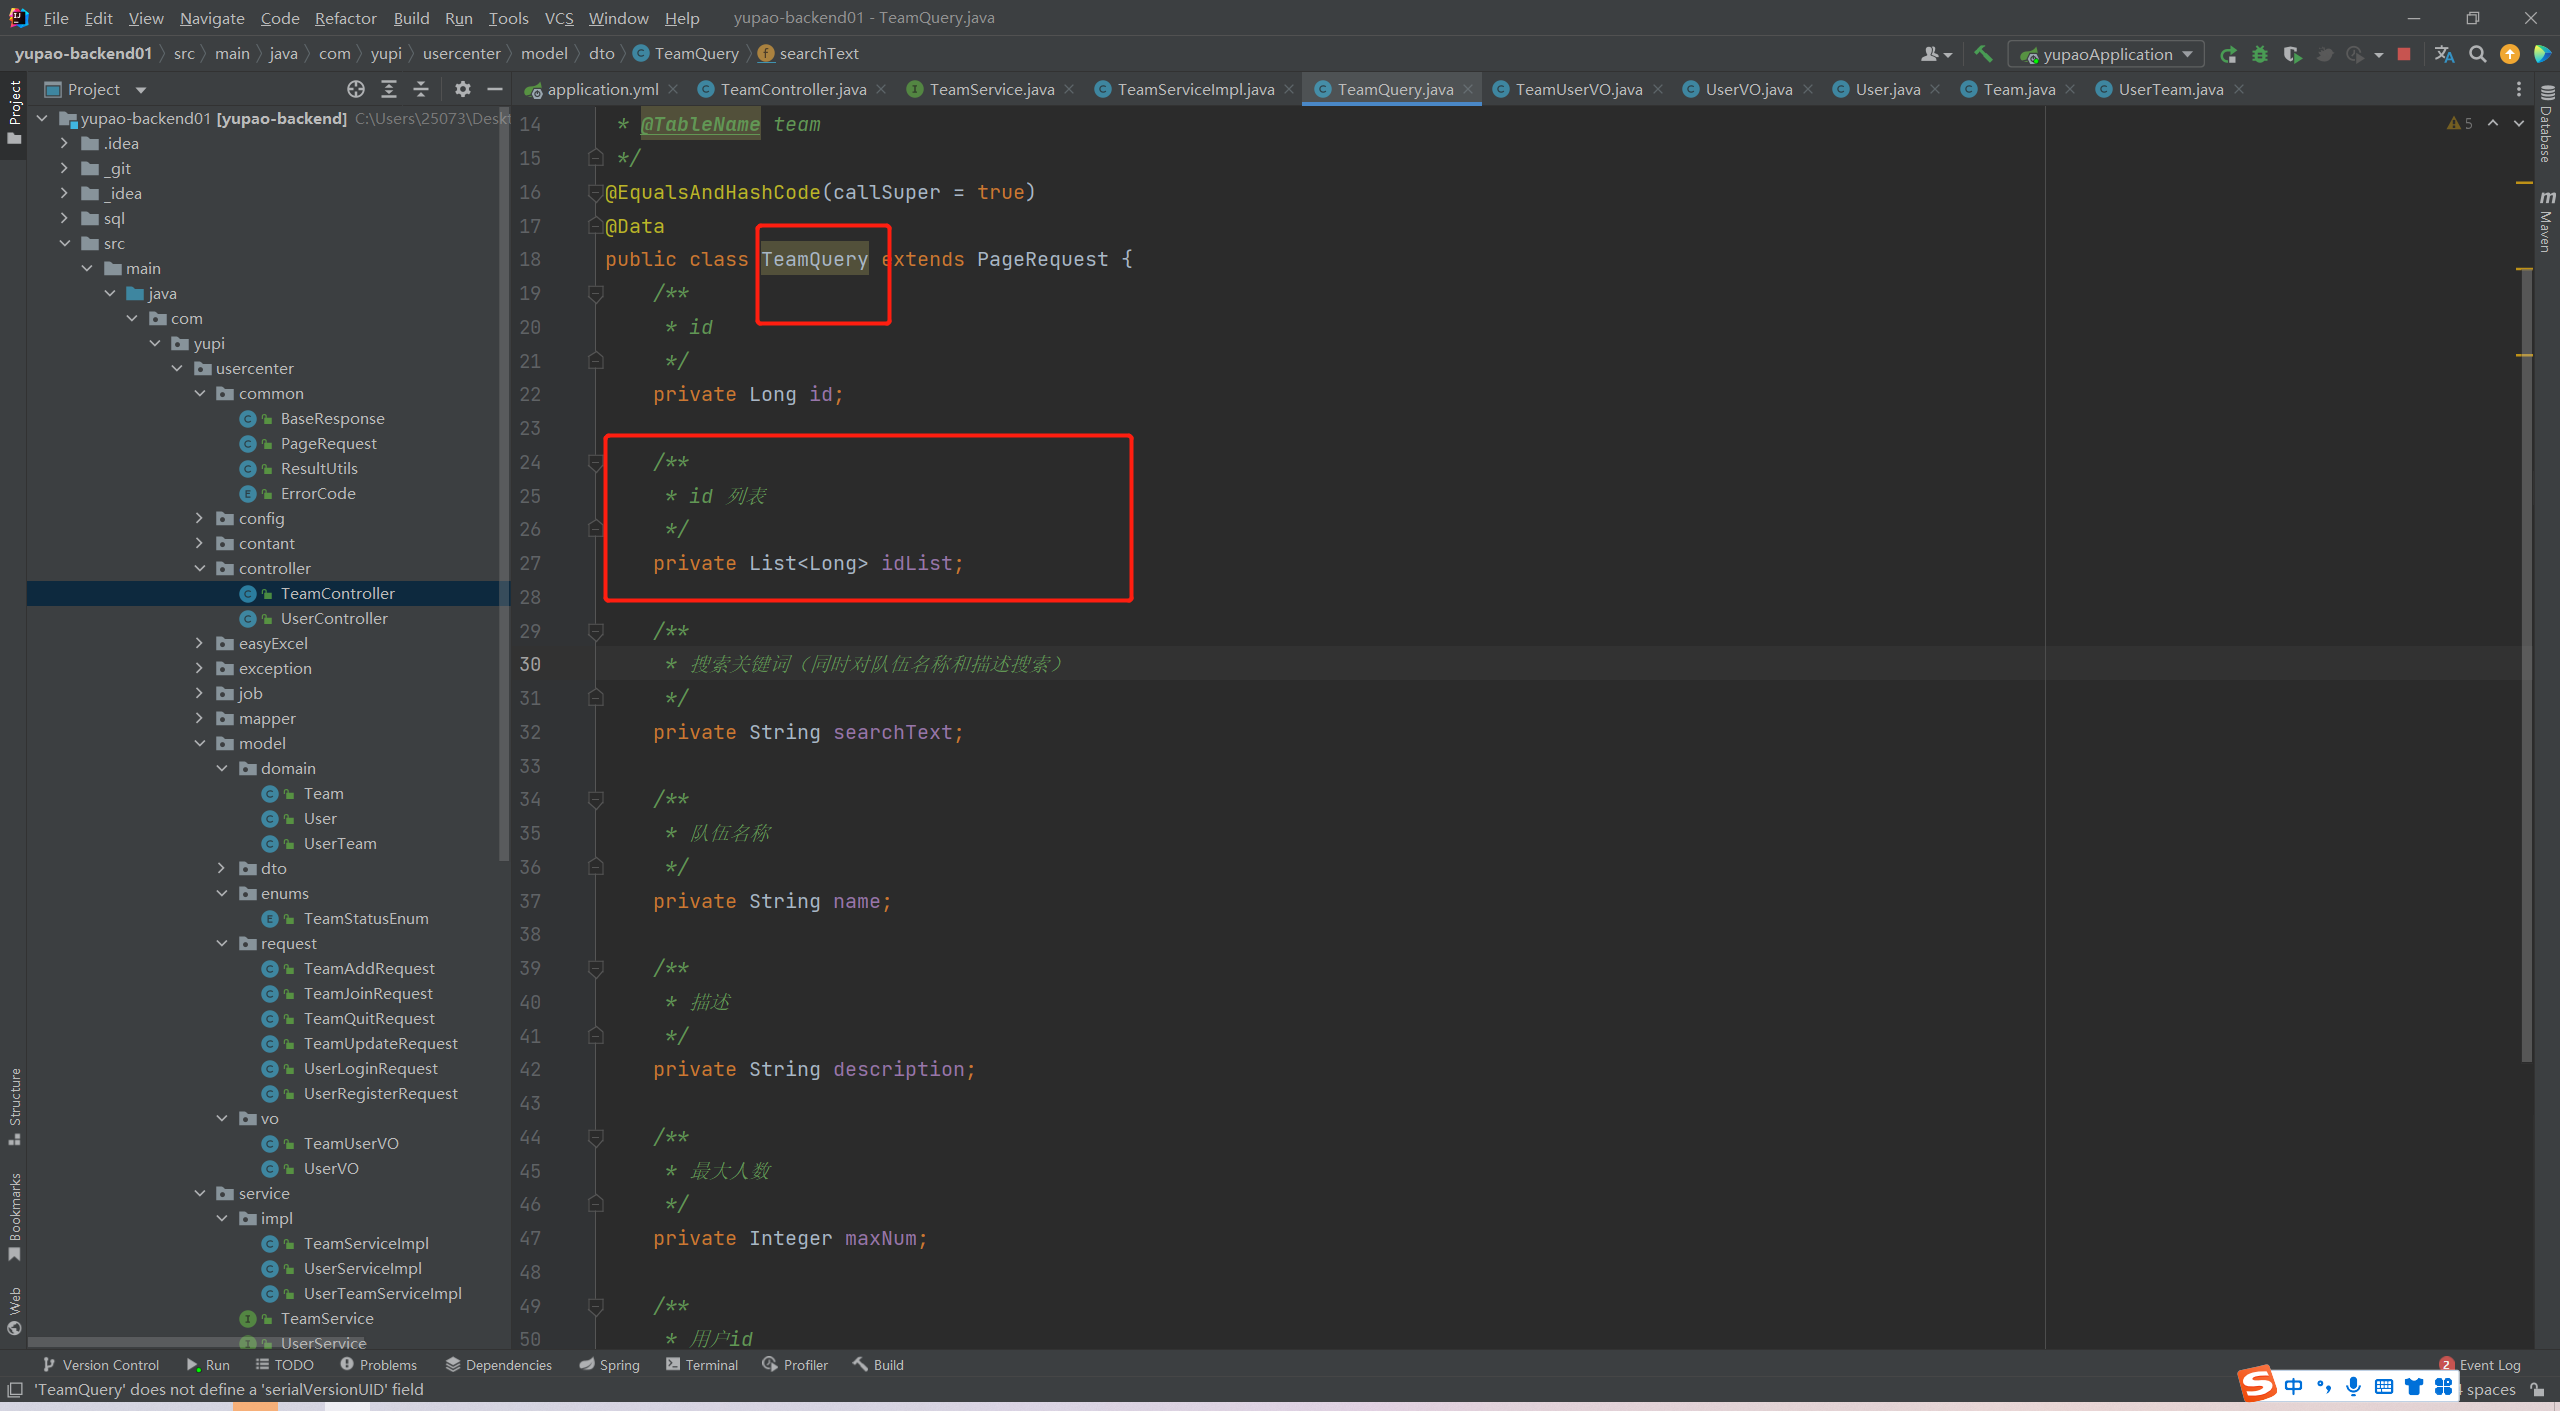 File Edit View Navigate Code Refactor Build Run Tools VCS Window Help yupao-backend01 - TeamQuery.java
yupao-backend01 src main java com yupi usercenter model dto TeamQuery searchText
yupaoApplication
Project
application.yml TeamController.java TeamService.java TeamServiceImpl.java TeamQuery.java TeamUserVO.java UserVO.java User.java Team.java UserTeam.java
Project
Structure
Bookmarks
Web
yupao-backend01 [yupao-backend] C:\Users\25073\Deskt
.idea
_git
_idea
sql
src
main
java
com
yupi
usercenter
common
BaseResponse
PageRequest
ResultUtils
ErrorCode
config
contant
controller
TeamController
UserController
easyExcel
exception
job
mapper
model
domain
Team
User
UserTeam
dto
enums
TeamStatusEnum
request
TeamAddRequest
TeamJoinRequest
TeamQuitRequest
TeamUpdateRequest
UserLoginRequest
UserRegisterRequest
vo
TeamUserVO
UserVO
service
impl
TeamServiceImpl
UserServiceImpl
UserTeamServiceImpl
TeamService
UserService
14 * @TableName team
15 */
16 @EqualsAndHashCode(callSuper = true)
17 @Data
18 public class TeamQuery extends PageRequest {
19 /**
20 * id
21 */
22 private Long id;
23
24 /**
25 * id 列表
26 */
27 private List<Long> idList;
28
29 /**
30 * 搜索关键词（同时对队伍名称和描述搜索）
31 */
32 private String searchText;
33
34 /**
35 * 队伍名称
36 */
37 private String name;
38
39 /**
40 * 描述
41 */
42 private String description;
43
44 /**
45 * 最大人数
46 */
47 private Integer maxNum;
48
49 /**
50 * 用户id
5
Database
m Maven
Version Control Run TODO Problems Dependencies Spring Terminal Profiler Build 2 Event Log
'TeamQuery' does not define a 'serialVersionUID' field
S 中 spaces